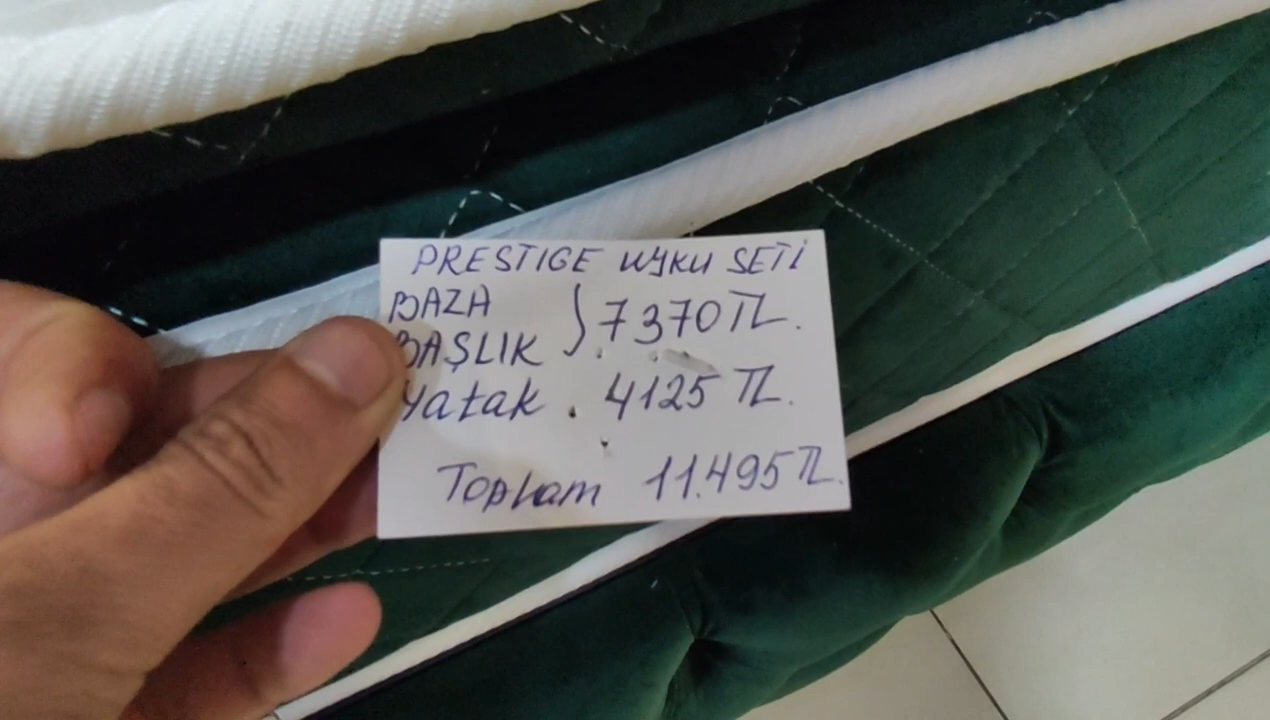 PRESTIGE UYKU SETİ
BAZA
BAŞLIK } 7370 TL.
Yatak . 4125 TL.
Toplam 11.495 TL.